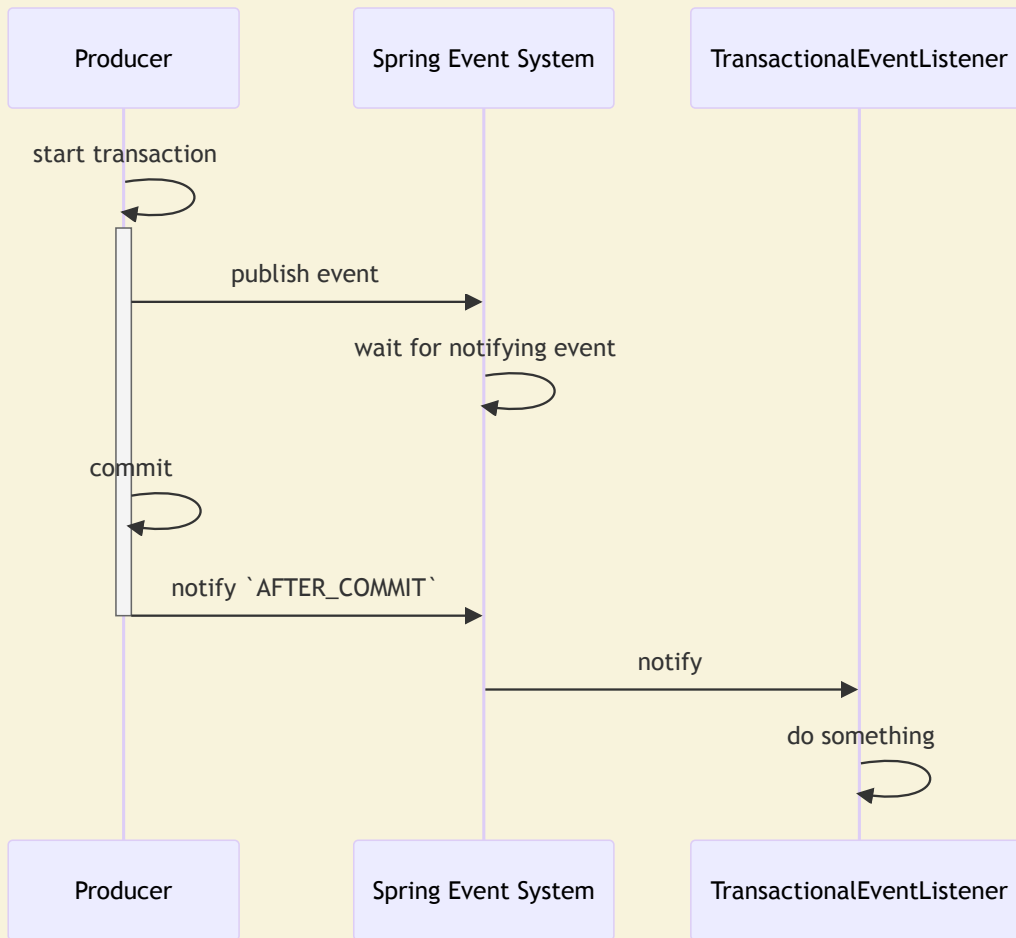 Producer
Spring Event System
TransactionalEventListener
start transaction
publish event
wait for notifying event
commit
notify `AFTER_COMMIT`
notify
do something
Producer
Spring Event System
TransactionalEventListener